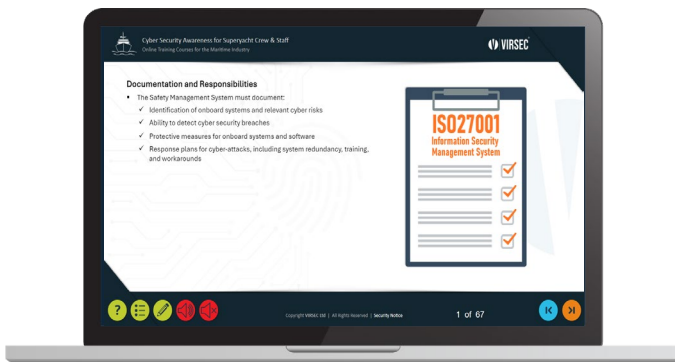 Cyber Security Awareness for Superyacht Crew & Staff
Online Training Courses for the Maritime Industry
VIRSEC
Documentation and Responsibilities
▪ The Safety Management System must document:
✓ Identification of onboard systems and relevant cyber risks
✓ Ability to detect cyber security breaches
✓ Protective measures for onboard systems and software
✓ Response plans for cyber-attacks, including system redundancy, training,
and workarounds
ISO27001
Information Security
Management System
?
Copyright VIRSEC Ltd | All Rights Reserved | Security Notice
1 of 67